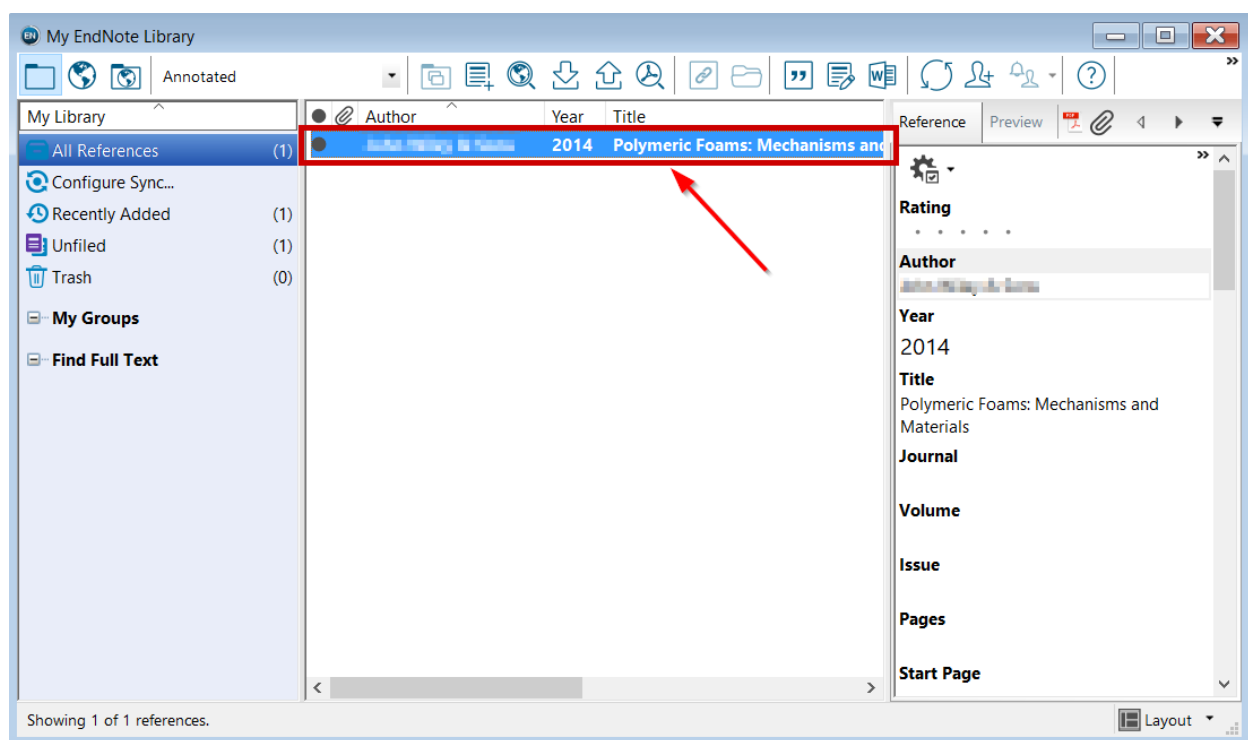 My EndNote Library
Annotated
My Library
All References (1)
Configure Sync...
Recently Added (1)
Unfiled (1)
Trash (0)
My Groups
Find Full Text
Author Year Title
2014 Polymeric Foams: Mechanisms and
Reference Preview
Rating
Author
Year
2014
Title
Polymeric Foams: Mechanisms and
Materials
Journal
Volume
Issue
Pages
Start Page
Showing 1 of 1 references.
Layout